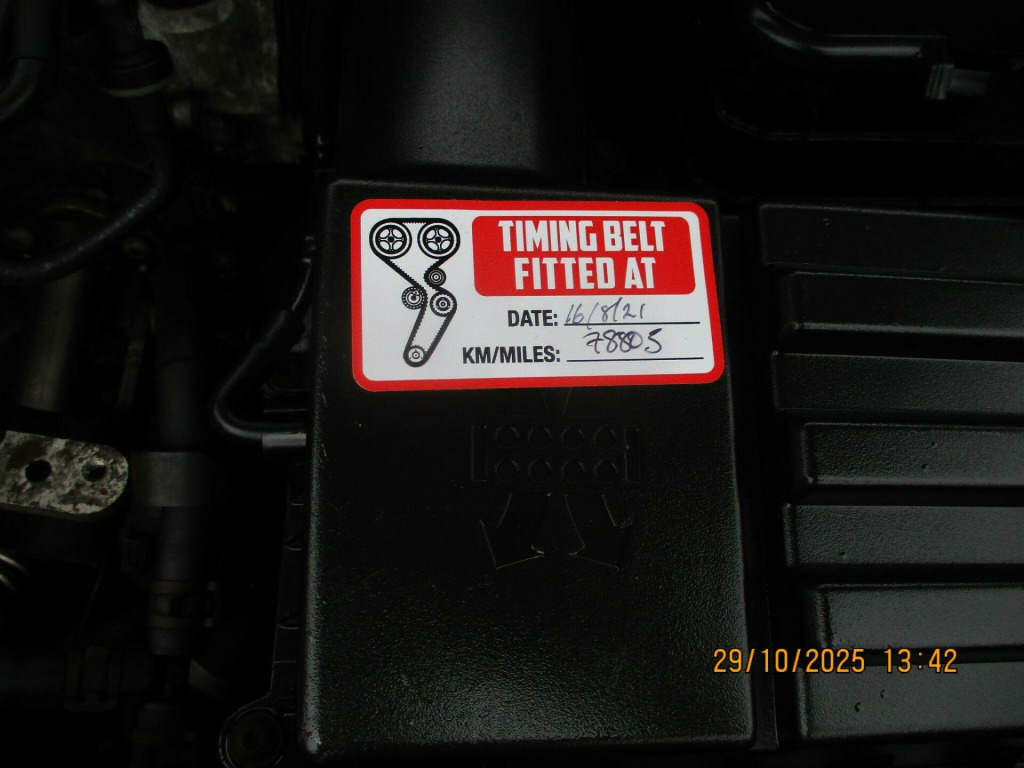 TIMING BELT
FITTED AT
DATE: 16/8/21
KM/MILES: 78805
29/10/2025 13:42